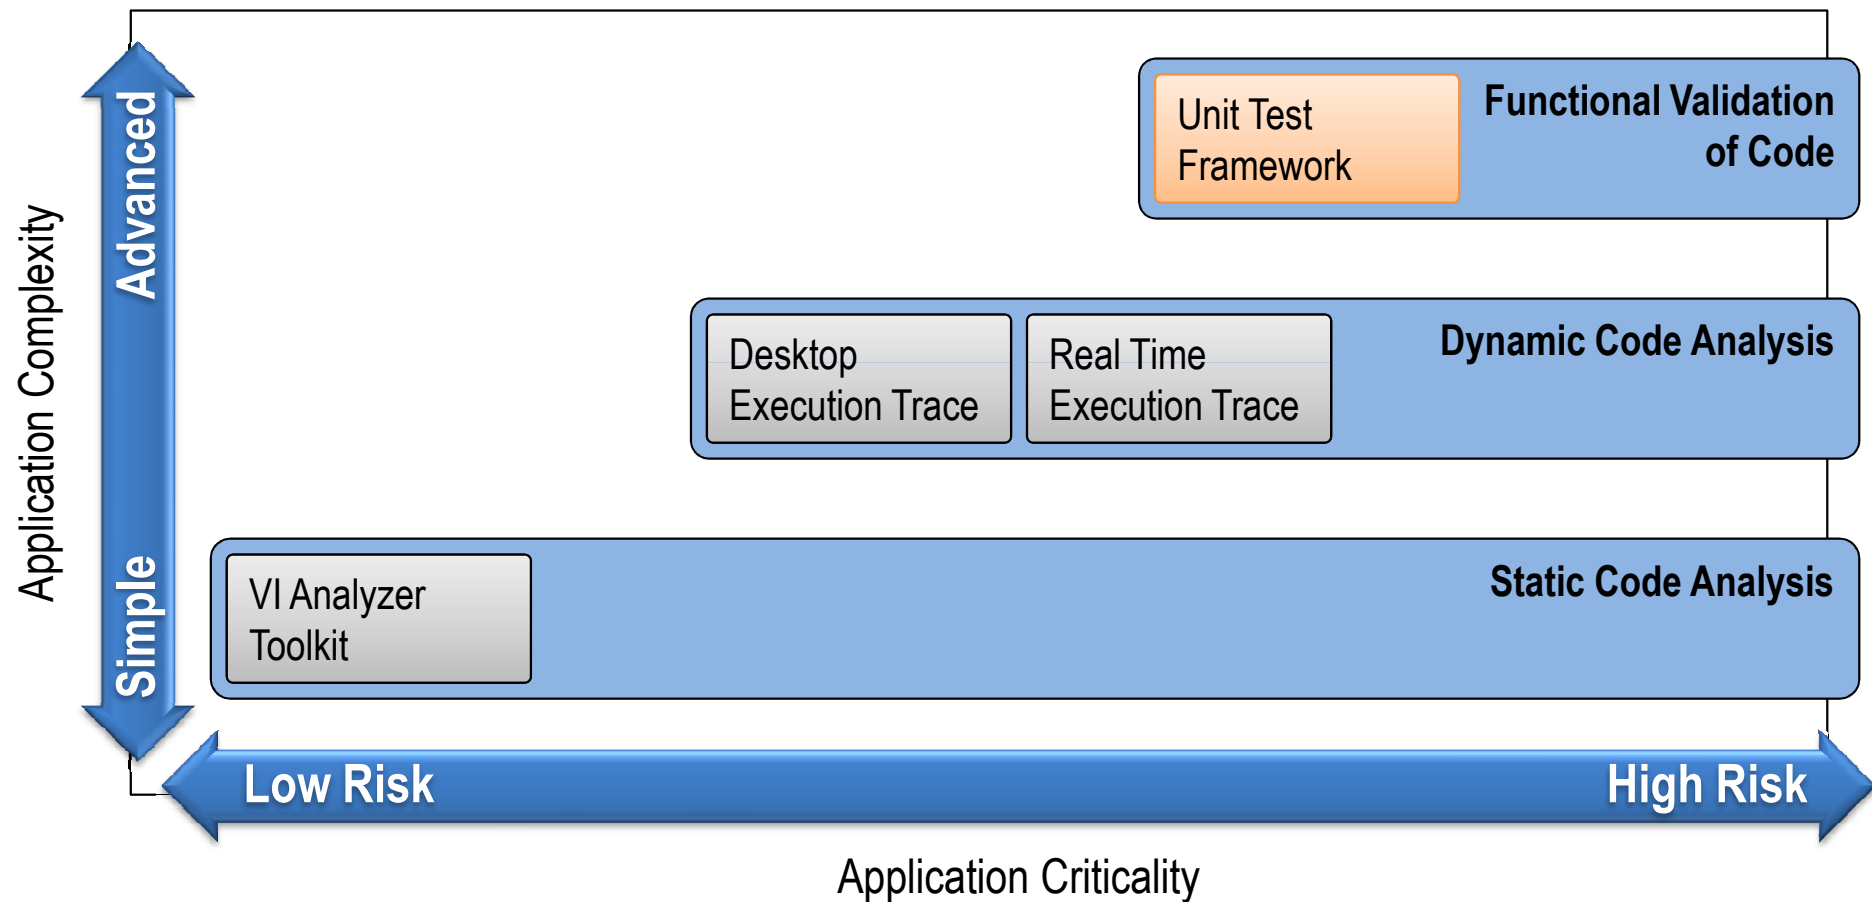 Application Complexity
Advanced
Simple
Unit Test
Framework
Functional Validation
of Code
Desktop
Execution Trace
Real Time
Execution Trace
Dynamic Code Analysis
VI Analyzer
Toolkit
Static Code Analysis
Low Risk
High Risk
Application Criticality